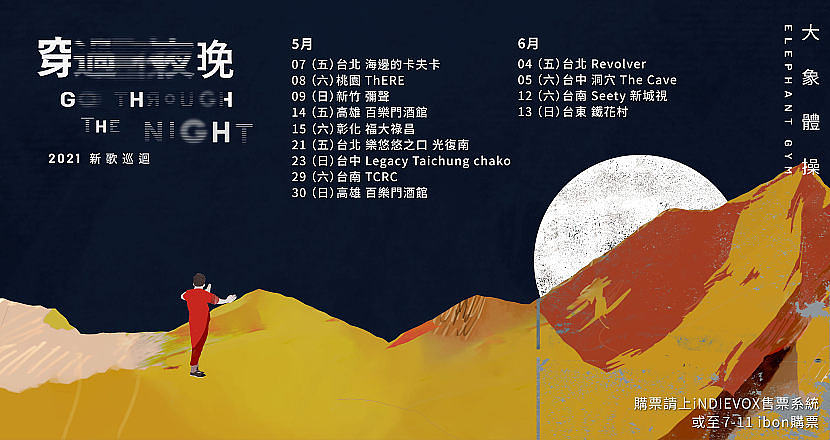 穿過夜晚
GO THROUGH
THE NIGHT
2021 新歌巡迴
5月
07 (五) 台北 海邊的卡夫卡
08 (六) 桃園 ThERE
09 (日) 新竹 彌聲
14 (五) 高雄 百樂門酒館
15 (六) 彰化 福大祿昌
21 (五) 台北 樂悠悠之口 光復南
23 (日) 台中 Legacy Taichung chako
29 (六) 台南 TCRC
30 (日) 高雄 百樂門酒館
6月
04 (五) 台北 Revolver
05 (六) 台中 洞穴 The Cave
12 (六) 台南 Seety 新城視
13 (日) 台東 鐵花村
大象體操
ELEPHANT GYM
購票請上iNDIEVOX售票系統
或至7-11 ibon購票